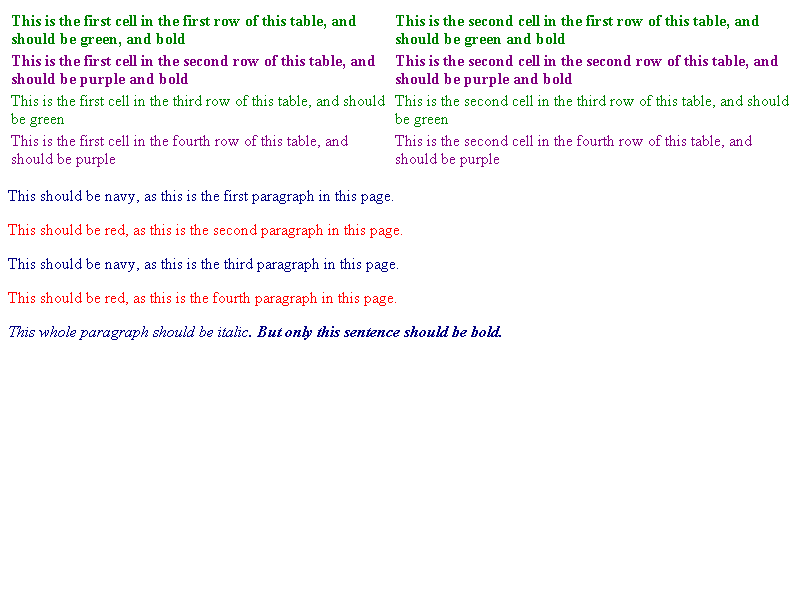 This is the first cell in the first row of this table, and
should be green, and bold
This is the second cell in the first row of this table, and
should be green and bold
This is the first cell in the second row of this table, and
should be purple and bold
This is the second cell in the second row of this table, and
should be purple and bold
This is the first cell in the third row of this table, and should
be green
This is the second cell in the third row of this table, and should
be green
This is the first cell in the fourth row of this table, and
should be purple
This is the second cell in the fourth row of this table, and
should be purple
This should be navy, as this is the first paragraph in this page.
This should be red, as this is the second paragraph in this page.
This should be navy, as this is the third paragraph in this page.
This should be red, as this is the fourth paragraph in this page.
This whole paragraph should be italic. But only this sentence should be bold.